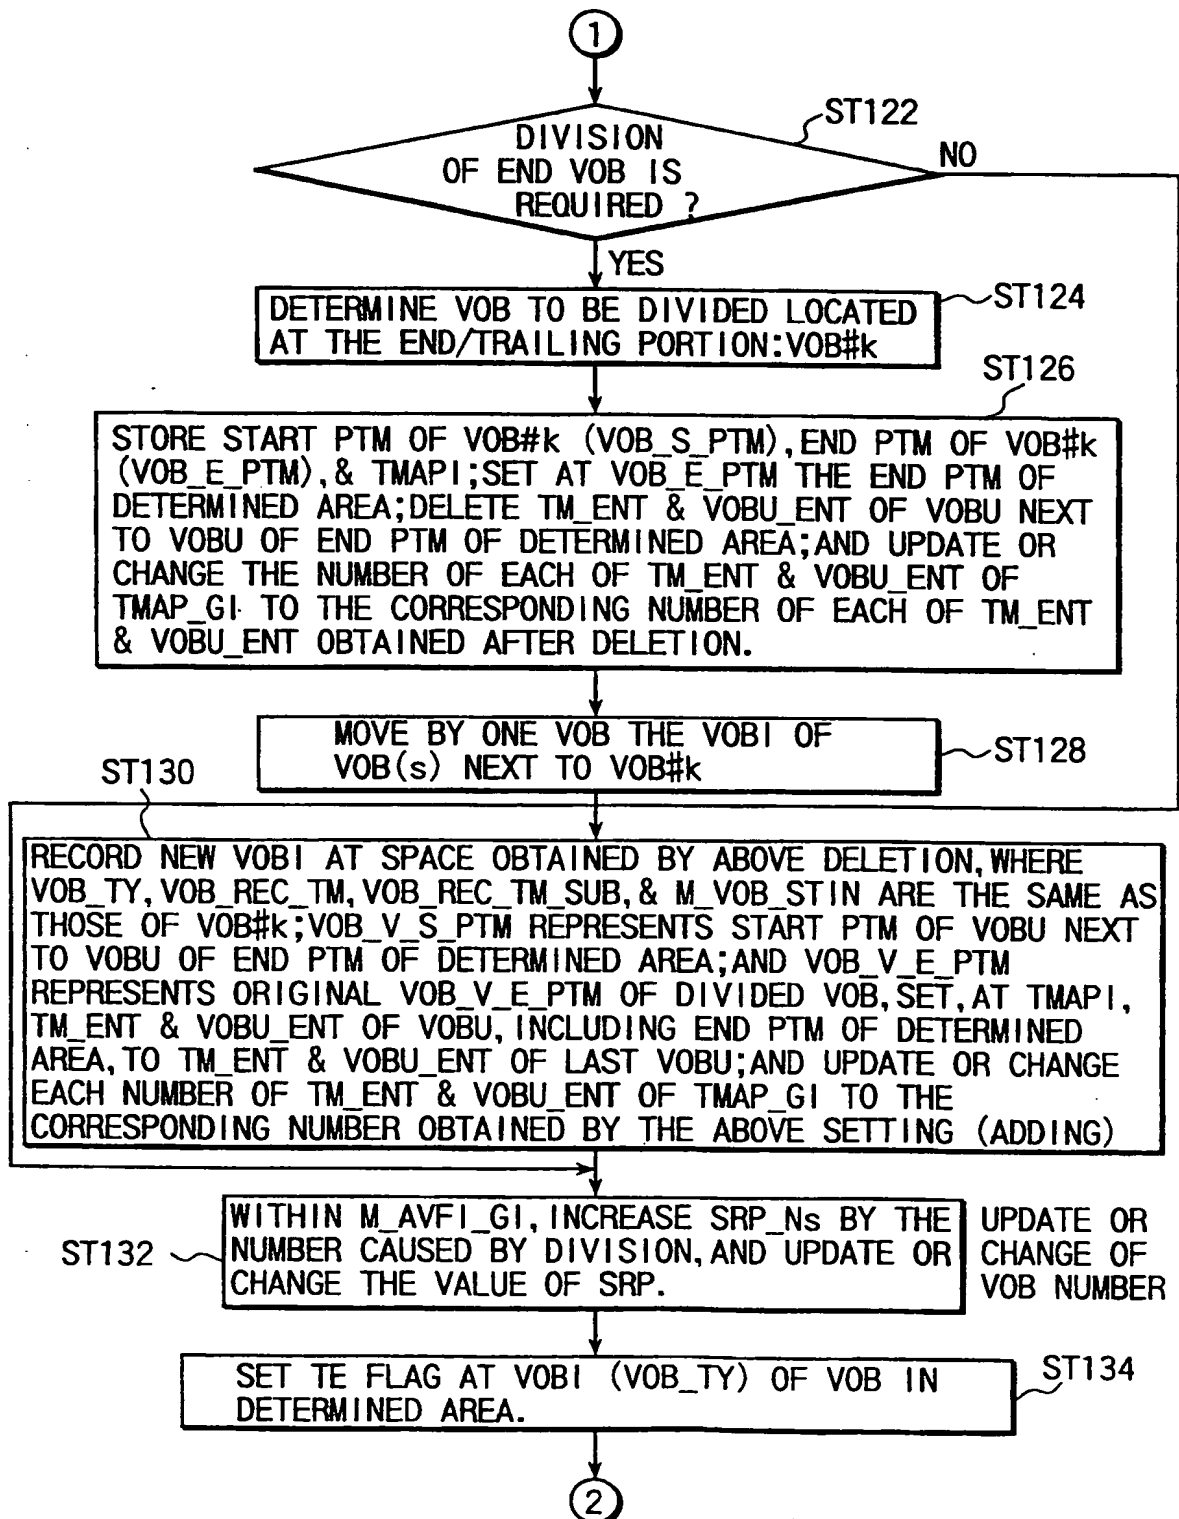 1
ST122
DIVISION
OF END VOB IS
REQUIRED ?
NO
YES
ST124
DETERMINE VOB TO BE DIVIDED LOCATED
AT THE END/TRAILING PORTION:VOB#k
ST126
STORE START PTM OF VOB#k (VOB_S_PTM),END PTM OF VOB#k
(VOB_E_PTM),& TMAPI;SET AT VOB_E_PTM THE END PTM OF
DETERMINED AREA;DELETE TM_ENT & VOBU_ENT OF VOBU NEXT
TO VOBU OF END PTM OF DETERMINED AREA;AND UPDATE OR
CHANGE THE NUMBER OF EACH OF TM_ENT & VOBU_ENT OF
TMAP_GI TO THE CORRESPONDING NUMBER OF EACH OF TM_ENT
& VOBU_ENT OBTAINED AFTER DELETION.
MOVE BY ONE VOB THE VOBI OF
VOB(s) NEXT TO VOB#k
ST128
ST130
RECORD NEW VOBI AT SPACE OBTAINED BY ABOVE DELETION,WHERE
VOB_TY,VOB_REC_TM,VOB_REC_TM_SUB,& M_VOB_STIN ARE THE SAME AS
THOSE OF VOB#k;VOB_V_S_PTM REPRESENTS START PTM OF VOBU NEXT
TO VOBU OF END PTM OF DETERMINED AREA;AND VOB_V_E_PTM
REPRESENTS ORIGINAL VOB_V_E_PTM OF DIVIDED VOB,SET,AT TMAPI,
TM_ENT & VOBU_ENT OF VOBU,INCLUDING END PTM OF DETERMINED
AREA,TO TM_ENT & VOBU_ENT OF LAST VOBU;AND UPDATE OR CHANGE
EACH NUMBER OF TM_ENT & VOBU_ENT OF TMAP_GI TO THE
CORRESPONDING NUMBER OBTAINED BY THE ABOVE SETTING (ADDING)
WITHIN M_AVFI_GI,INCREASE SRP_Ns BY THE
NUMBER CAUSED BY DIVISION,AND UPDATE OR
CHANGE THE VALUE OF SRP.
ST132
UPDATE OR
CHANGE OF
VOB NUMBER
SET TE FLAG AT VOBI (VOB_TY) OF VOB IN
DETERMINED AREA.
ST134
2